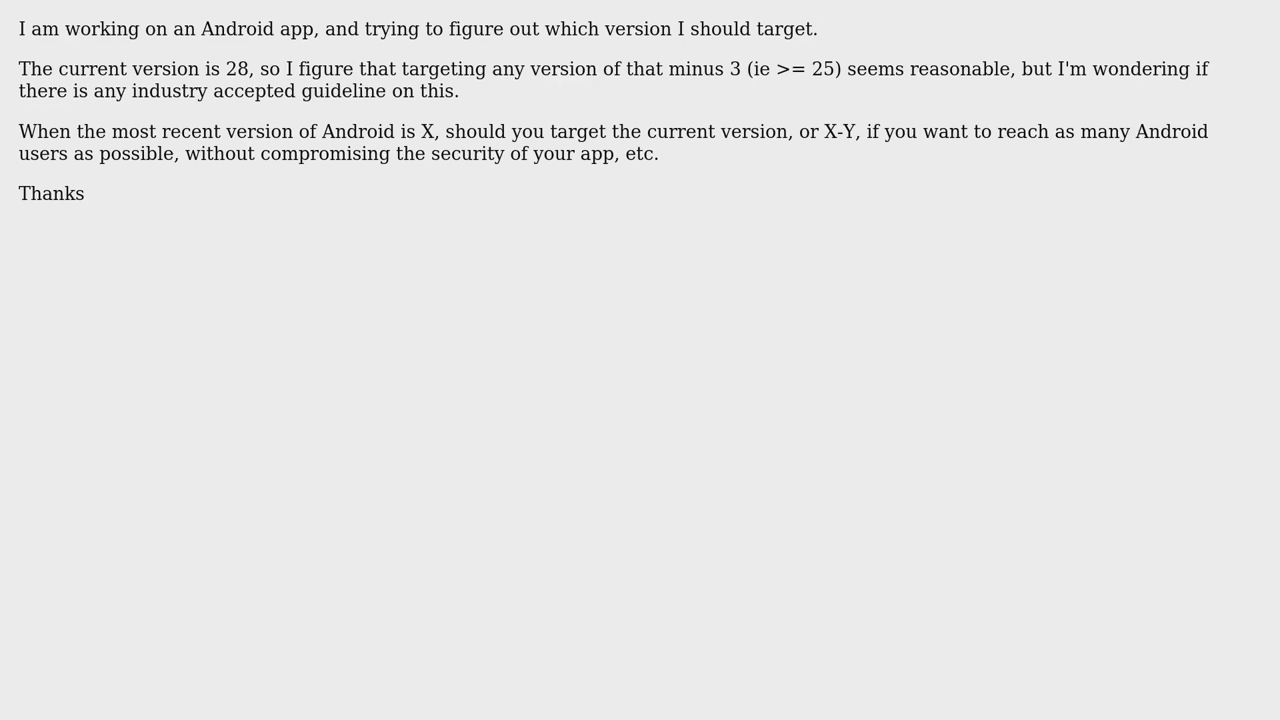 I am working on an Android app, and trying to figure out which version I should target.
The current version is 28, so I figure that targeting any version of that minus 3 (ie >= 25) seems reasonable, but I'm wondering if
there is any industry accepted guideline on this.
When the most recent version of Android is X, should you target the current version, or X-Y, if you want to reach as many Android
users as possible, without compromising the security of your app, etc.
Thanks